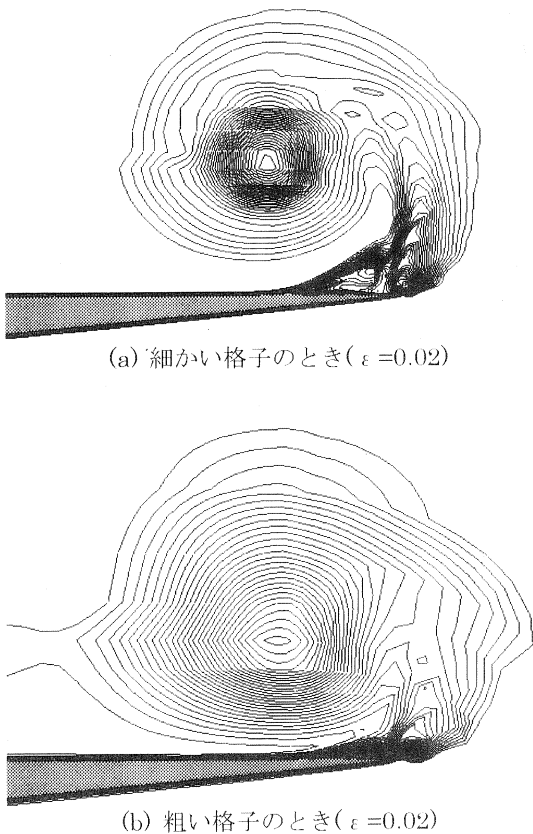 (a) 細かい格子のとき( ε =0.02)
(b) 粗い格子のとき( ε =0.02)